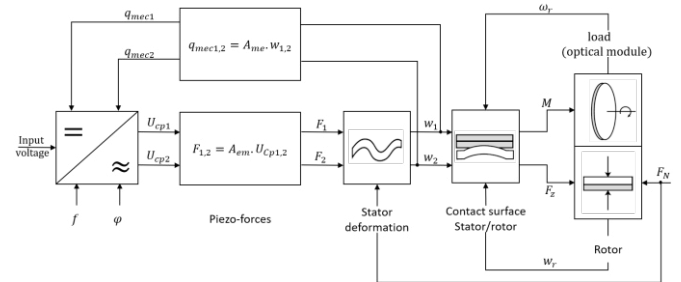 q_mec1
q_mec2
q_mec1,2 = A_me.w_1,2
ω_r
load
(optical module)
Input
voltage
=
≈
U_cp1
U_cp2
F_1,2 = A_em.U_Cp1,2
F_1
F_2
w_1
w_2
M
F_z
F_N
f
φ
Piezo-forces
Stator
deformation
Contact surface
Stator/rotor
Rotor
w_r